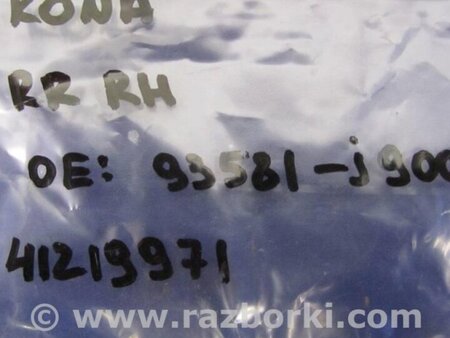 KONA
RR RH
OE: 93581-j900
41219971
© www.razborki.com